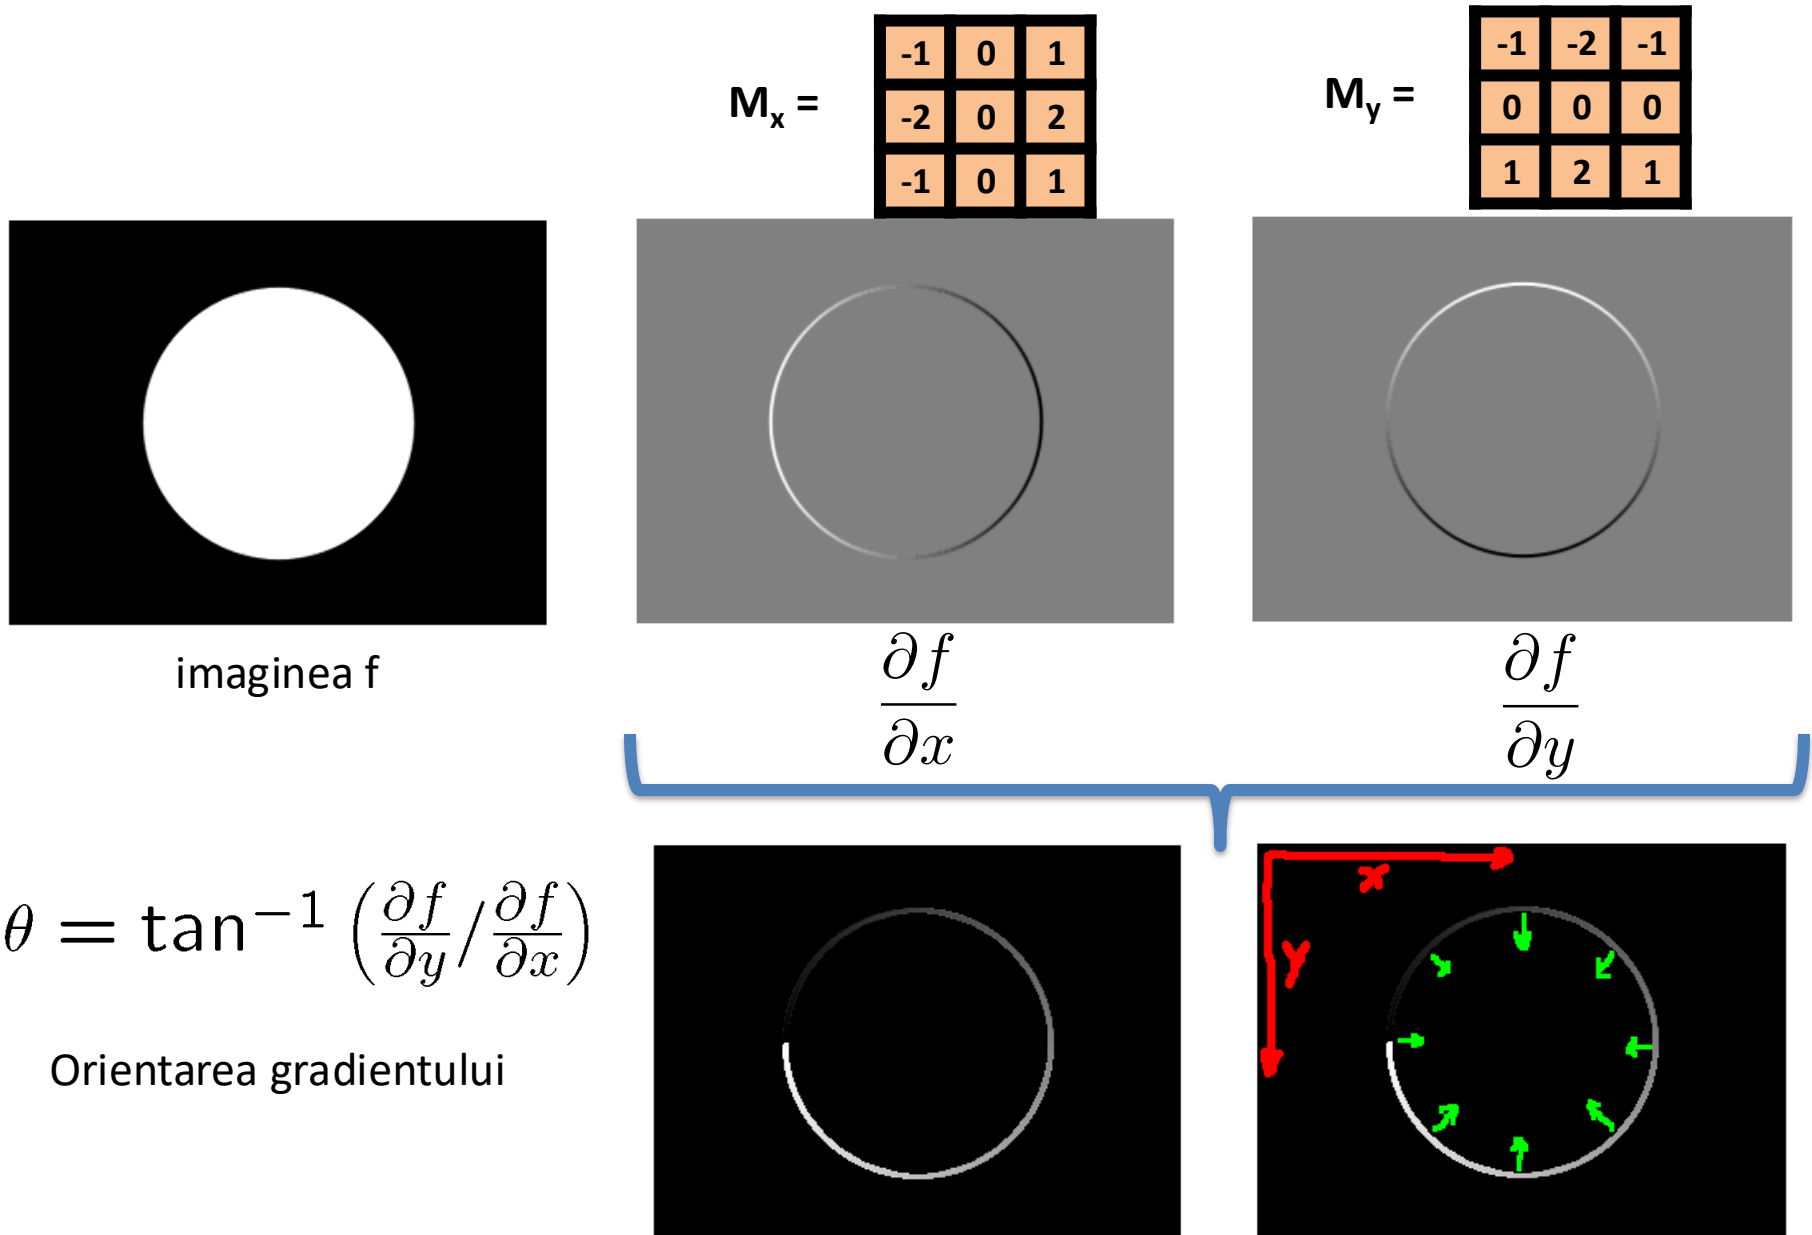 Mₓ =
-1 0 1
-2 0 2
-1 0 1
M_y =
-1 -2 -1
0 0 0
1 2 1
imaginea f
∂f/∂x
∂f/∂y
θ = tan⁻¹ (∂f/∂y / ∂f/∂x)
Orientarea gradientului
x
Y